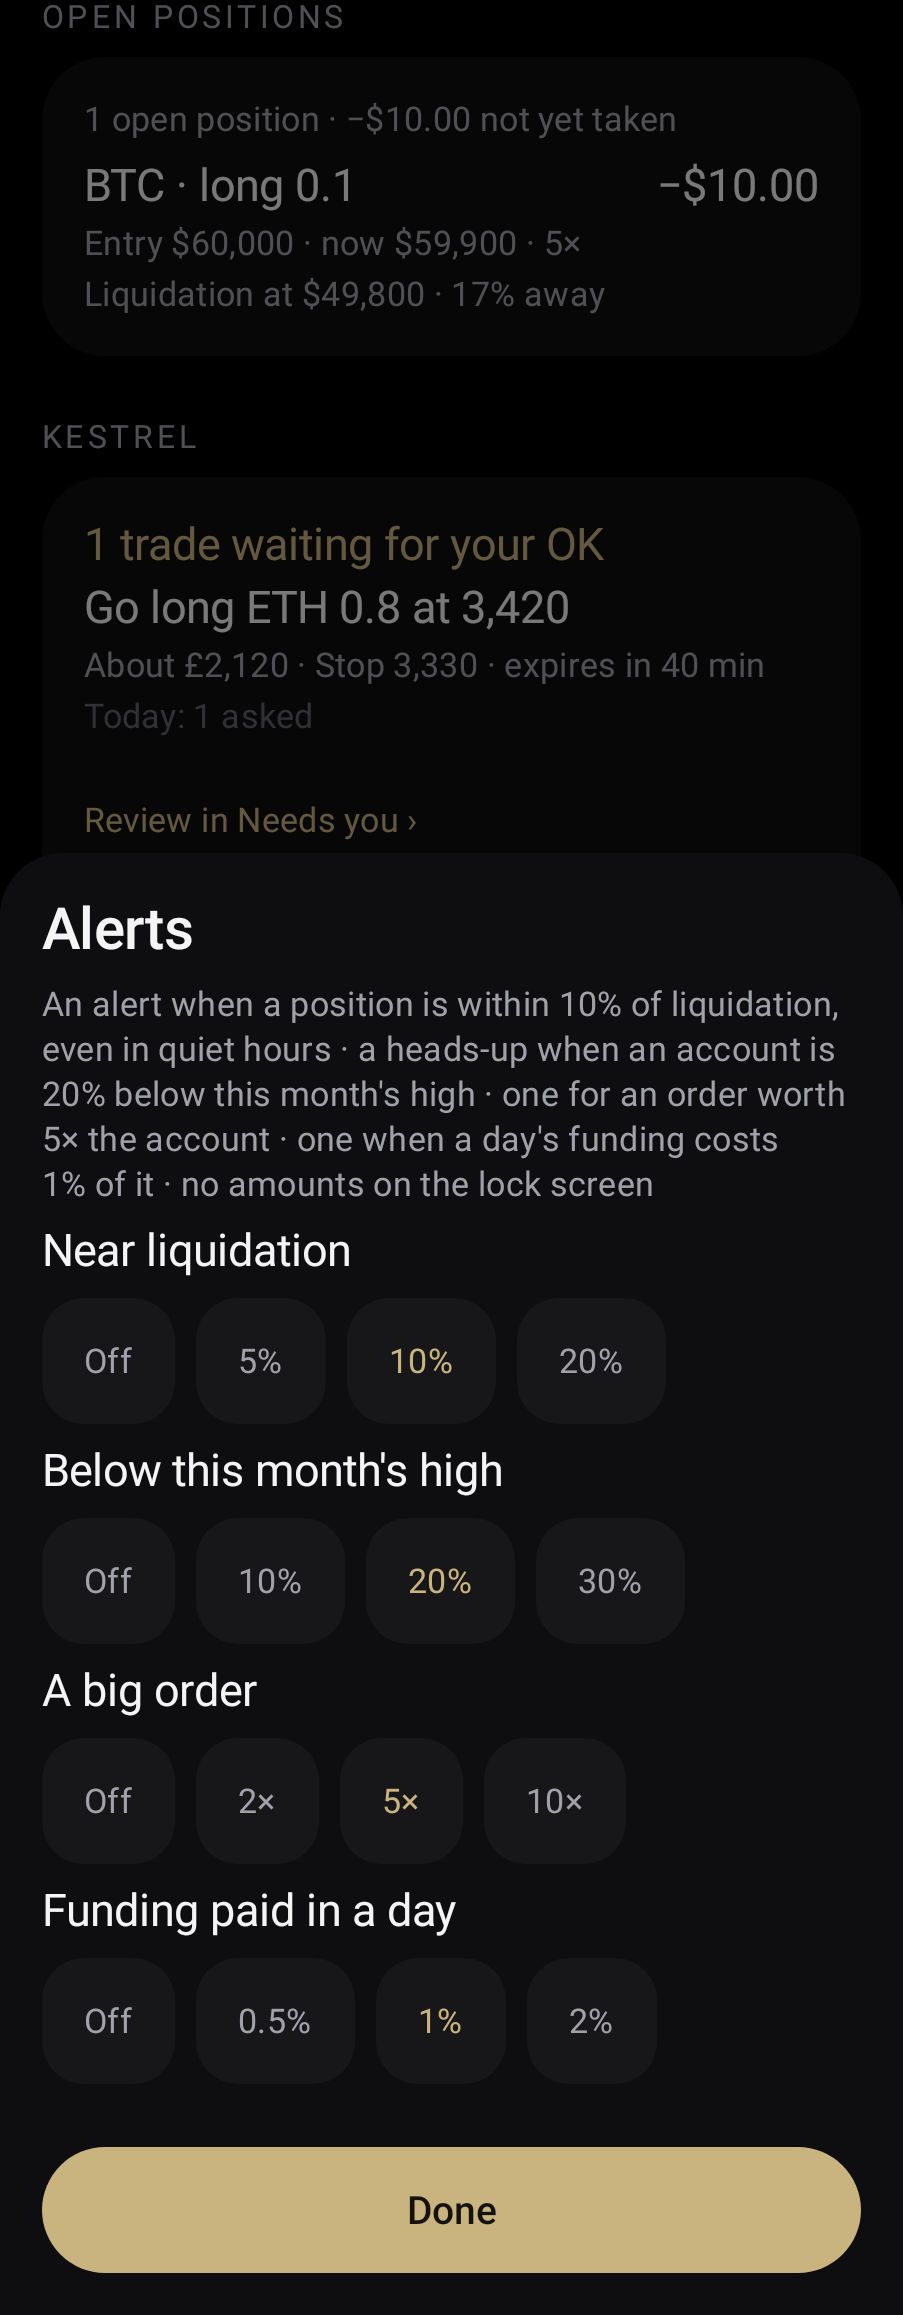 OPEN POSITIONS
1 open position · −$10.00 not yet taken
BTC · long 0.1 −$10.00
Entry $60,000 · now $59,900 · 5×
Liquidation at $49,800 · 17% away
KESTREL
1 trade waiting for your OK
Go long ETH 0.8 at 3,420
About £2,120 · Stop 3,330 · expires in 40 min
Today: 1 asked
Review in Needs you ›
Alerts
An alert when a position is within 10% of liquidation,
even in quiet hours · a heads-up when an account is
20% below this month's high · one for an order worth
5× the account · one when a day's funding costs
1% of it · no amounts on the lock screen
Near liquidation
Off 5% 10% 20%
Below this month's high
Off 10% 20% 30%
A big order
Off 2× 5× 10×
Funding paid in a day
Off 0.5% 1% 2%
Done